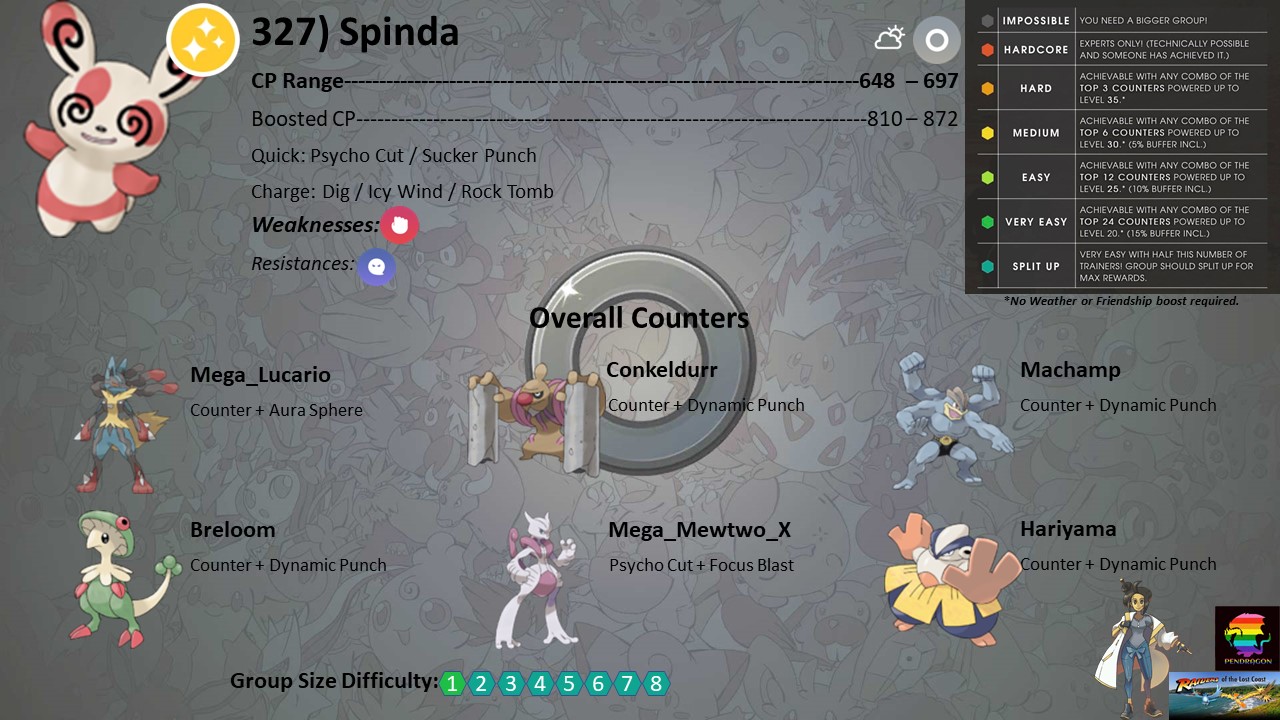 327) Spinda
CP Range------------------------------------------------------------------------648 – 697
Boosted CP------------------------------------------------------------------------810 – 872
Quick: Psycho Cut / Sucker Punch
Charge: Dig / Icy Wind / Rock Tomb
Weaknesses:
Resistances:
IMPOSSIBLE YOU NEED A BIGGER GROUP!
HARDCORE EXPERTS ONLY! (TECHNICALLY POSSIBLE
AND SOMEONE HAS ACHIEVED IT.)
HARD ACHIEVABLE WITH ANY COMBO OF THE
TOP 3 COUNTERS POWERED UP TO
LEVEL 35.*
MEDIUM ACHIEVABLE WITH ANY COMBO OF THE
TOP 6 COUNTERS POWERED UP TO
LEVEL 30.* (5% BUFFER INCL.)
EASY ACHIEVABLE WITH ANY COMBO OF THE
TOP 12 COUNTERS POWERED UP TO
LEVEL 25.* (10% BUFFER INCL.)
VERY EASY ACHIEVABLE WITH ANY COMBO OF THE
TOP 24 COUNTERS POWERED UP TO
LEVEL 20.* (15% BUFFER INCL.)
SPLIT UP VERY EASY WITH HALF THIS NUMBER OF
TRAINERS! GROUP SHOULD SPLIT UP FOR
MAX REWARDS.
*No Weather or Friendship boost required.
Overall Counters
Mega_Lucario
Counter + Aura Sphere
Conkeldurr
Counter + Dynamic Punch
Machamp
Counter + Dynamic Punch
Breloom
Counter + Dynamic Punch
Mega_Mewtwo_X
Psycho Cut + Focus Blast
Hariyama
Counter + Dynamic Punch
Group Size Difficulty: 1 2 3 4 5 6 7 8
PENDROGON
RAIDERS of the Lost Coast